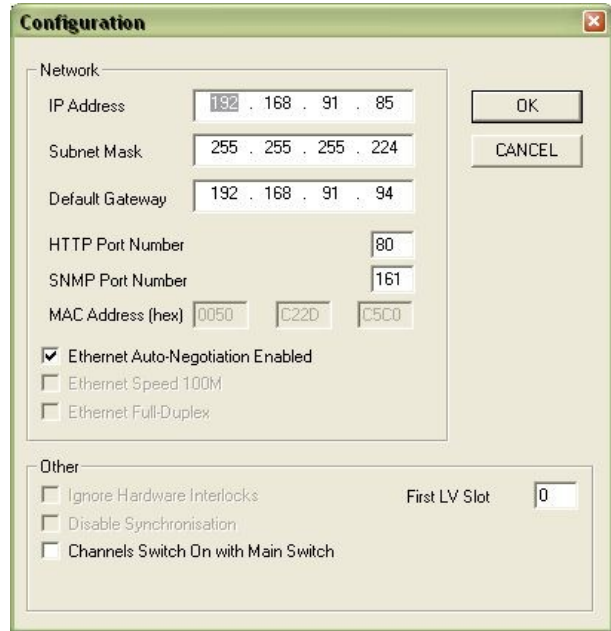 Configuration
Network
IP Address 192 . 168 . 91 . 85
OK
Subnet Mask 255 . 255 . 255 . 224
CANCEL
Default Gateway 192 . 168 . 91 . 94
HTTP Port Number 80
SNMP Port Number 161
MAC Address (hex) 0050 C22D C5C0
Ethernet Auto-Negotiation Enabled
Ethernet Speed 100M
Ethernet Full-Duplex
Other
Ignore Hardware Interlocks
First LV Slot 0
Disable Synchronisation
Channels Switch On with Main Switch